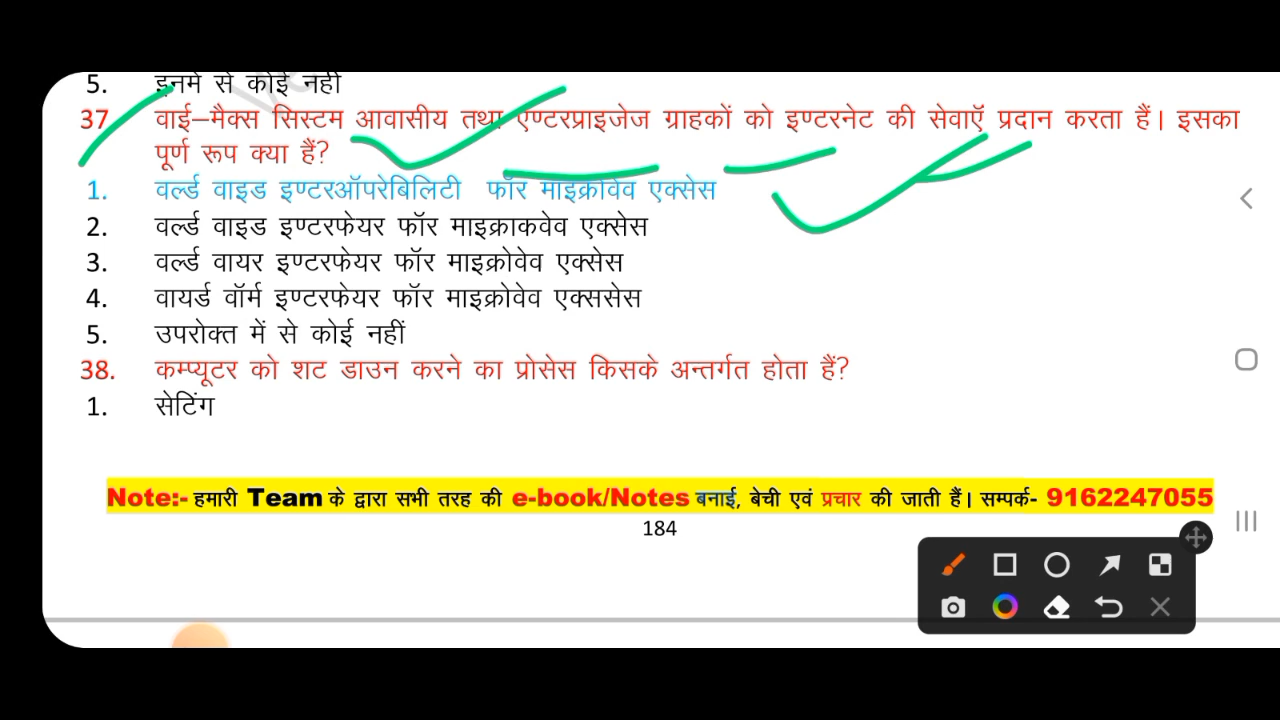 5. इनमें से कोई नहीं
37. वाई–मैक्स सिस्टम आवासीय तथा एण्टरप्राइजेज ग्राहकों को इण्टरनेट की सेवाऍ प्रदान करता हैं। इसका
पूर्ण रूप क्या हैं?
1. वर्ल्ड वाइड इण्टरऑपरेबिलिटी फॉर माइक्रोवेव एक्सेस
2. वर्ल्ड वाइड इण्टरफेयर फॉर माइक्राकवेव एक्सेस
3. वर्ल्ड वायर इण्टरफेयर फॉर माइक्रोवेव एक्सेस
4. वायर्ड वॉर्म इण्टरफेयर फॉर माइक्रोवेव एक्ससेस
5. उपरोक्त में से कोई नहीं
38. कम्प्यूटर को शट डाउन करने का प्रोसेस किसके अन्तर्गत होता हैं?
1. सेटिंग
Note:- हमारी Team के द्वारा सभी तरह की e-book/Notes बनाई, बेची एवं प्रचार की जाती हैं। सम्पर्क- 9162247055
184